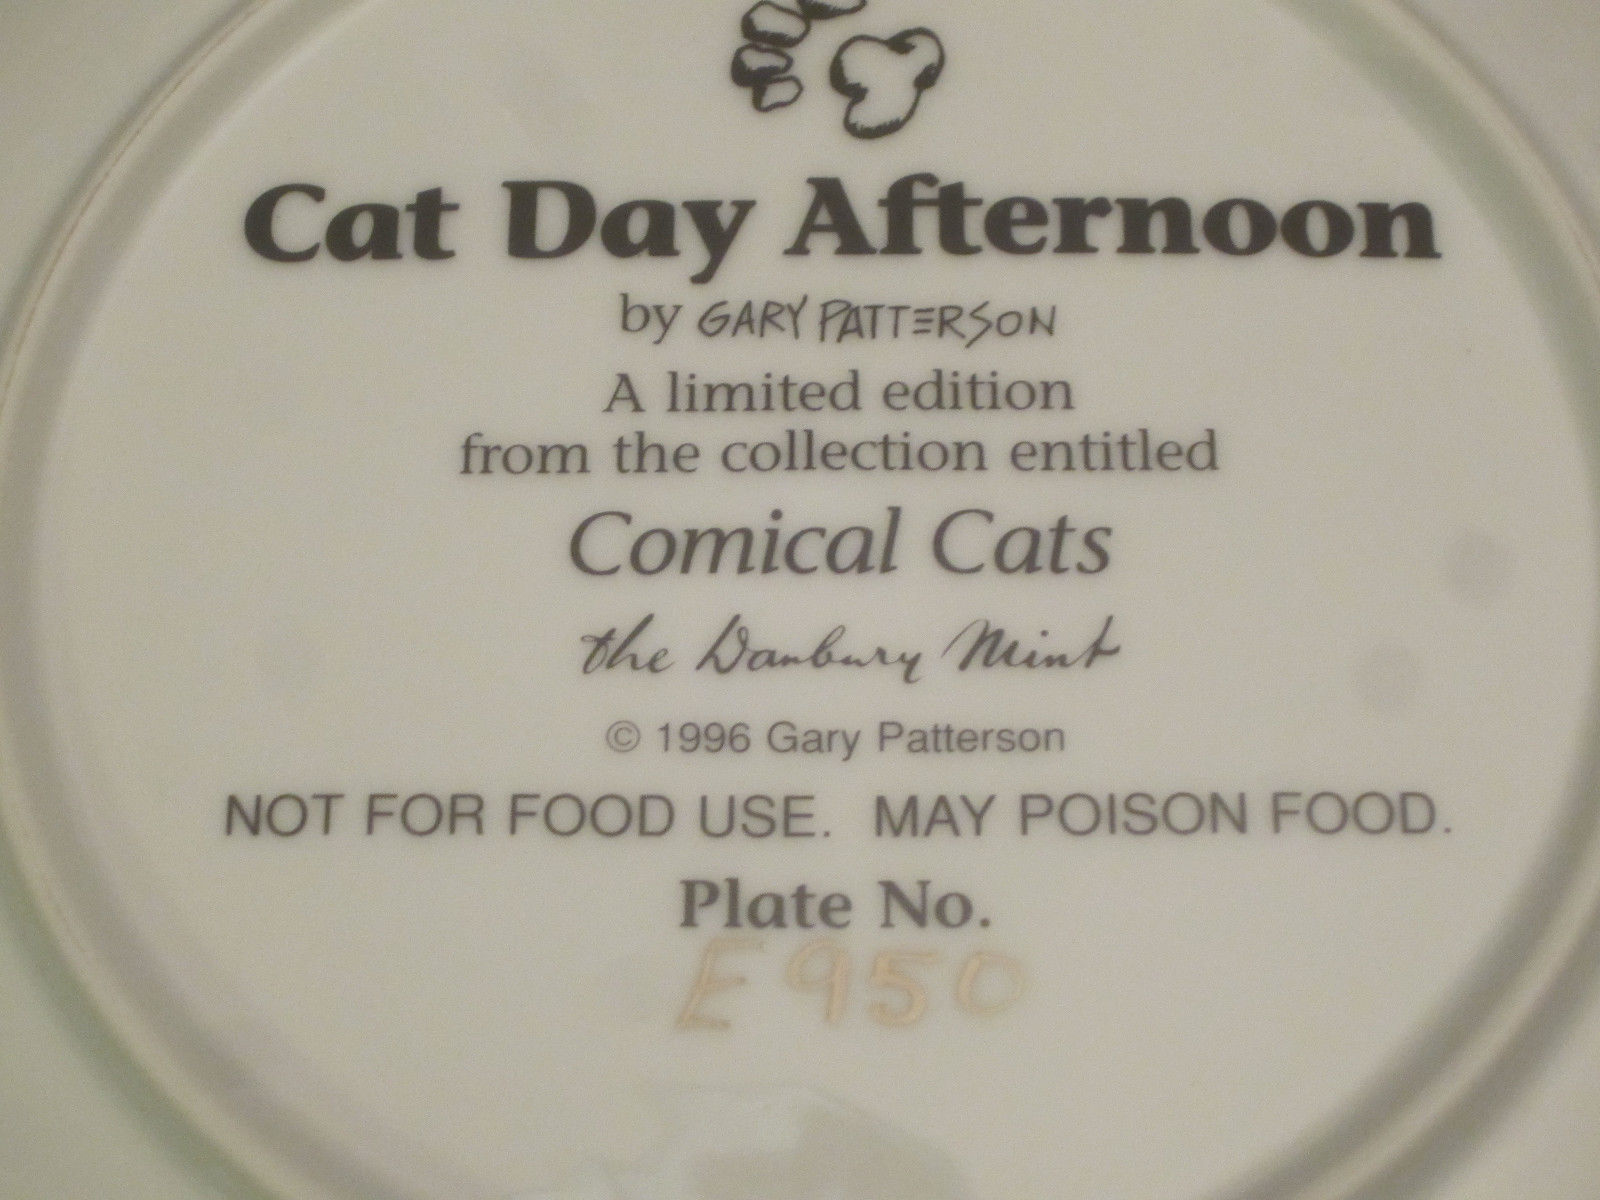 Cat Day Afternoon
by GARY PATTERSON
A limited edition
from the collection entitled
Comical Cats
the Danbury Mint
© 1996 Gary Patterson
NOT FOR FOOD USE. MAY POISON FOOD.
Plate No.
E950